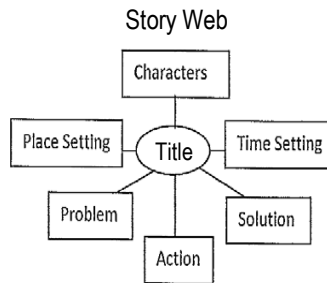 Story Web
Characters
Place Setting
Title
Time Setting
Problem
Solution
Action